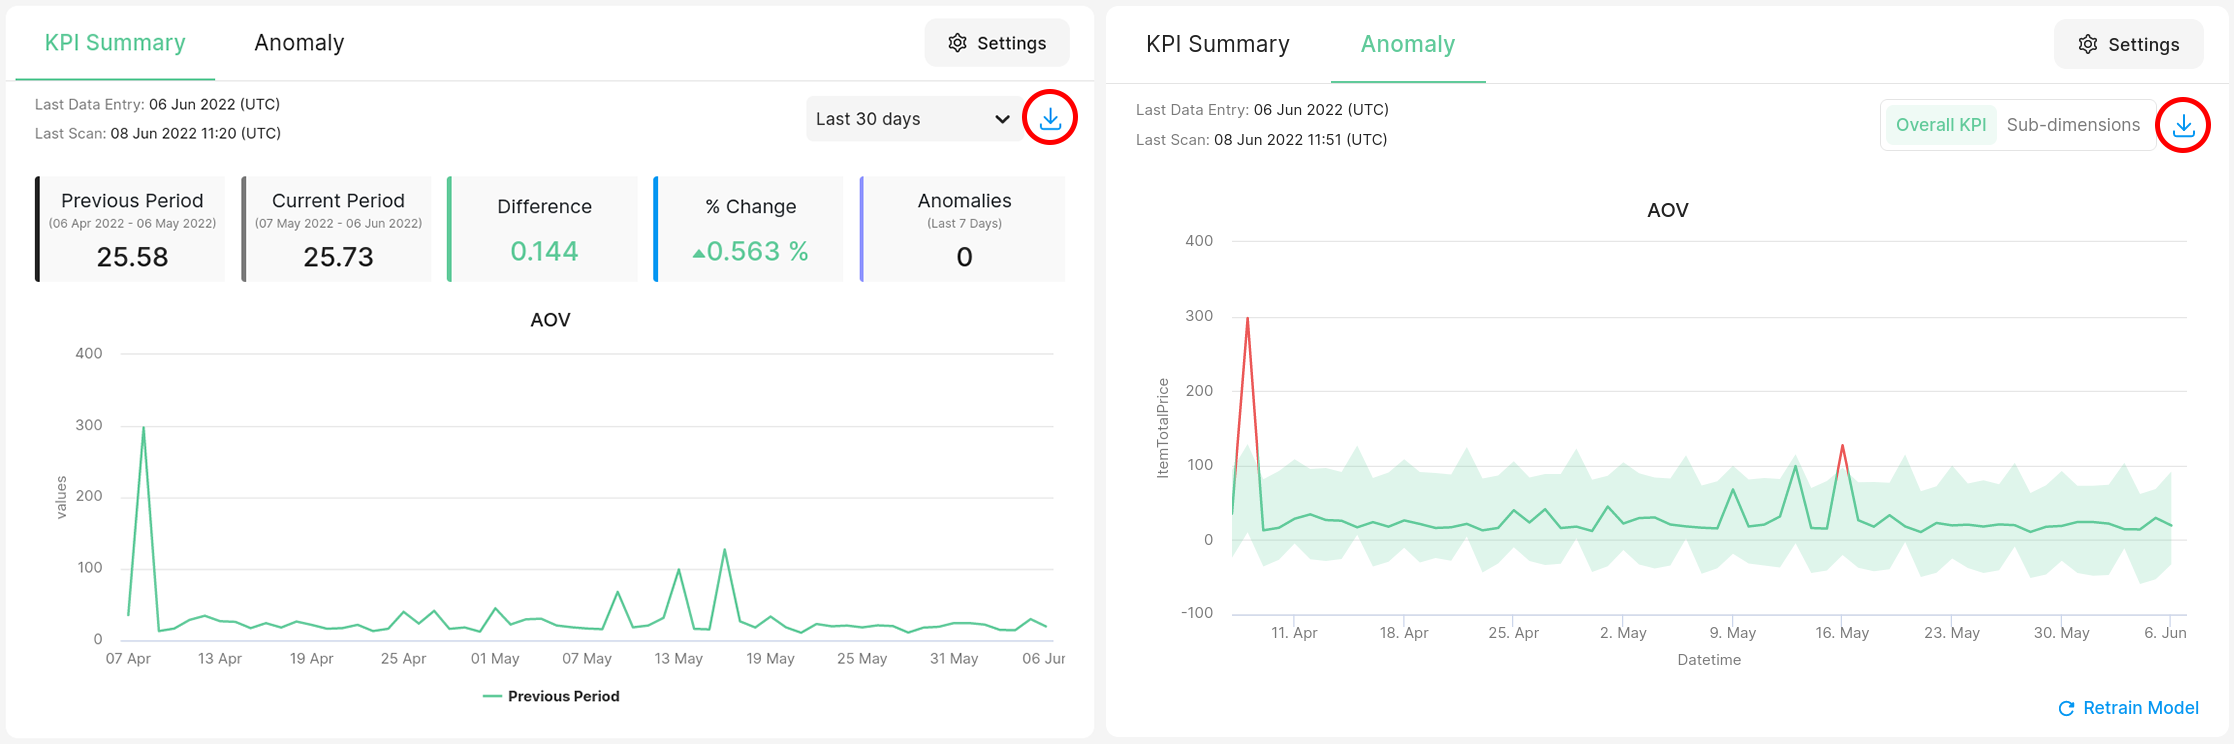 KPI Summary
Anomaly
Settings
Last Data Entry: 06 Jun 2022 (UTC)
Last Scan: 08 Jun 2022 11:20 (UTC)
Last 30 days
Previous Period
(06 Apr 2022 - 06 May 2022)
25.58
Current Period
(07 May 2022 - 06 Jun 2022)
25.73
Difference
0.144
% Change
0.563 %
Anomalies
(Last 7 Days)
0
AOV
400
300
200
100
0
values
07 Apr 13 Apr 19 Apr 25 Apr 01 May 07 May 13 May 19 May 25 May 31 May 06 Jur
Previous Period
KPI Summary
Anomaly
Settings
Last Data Entry: 06 Jun 2022 (UTC)
Last Scan: 08 Jun 2022 11:51 (UTC)
Overall KPI Sub-dimensions
AOV
400
300
200
100
0
-100
ItemTotalPrice
11. Apr 18. Apr 25. Apr 2. May 9. May 16. May 23. May 30. May 6. Jun
Datetime
Retrain Model